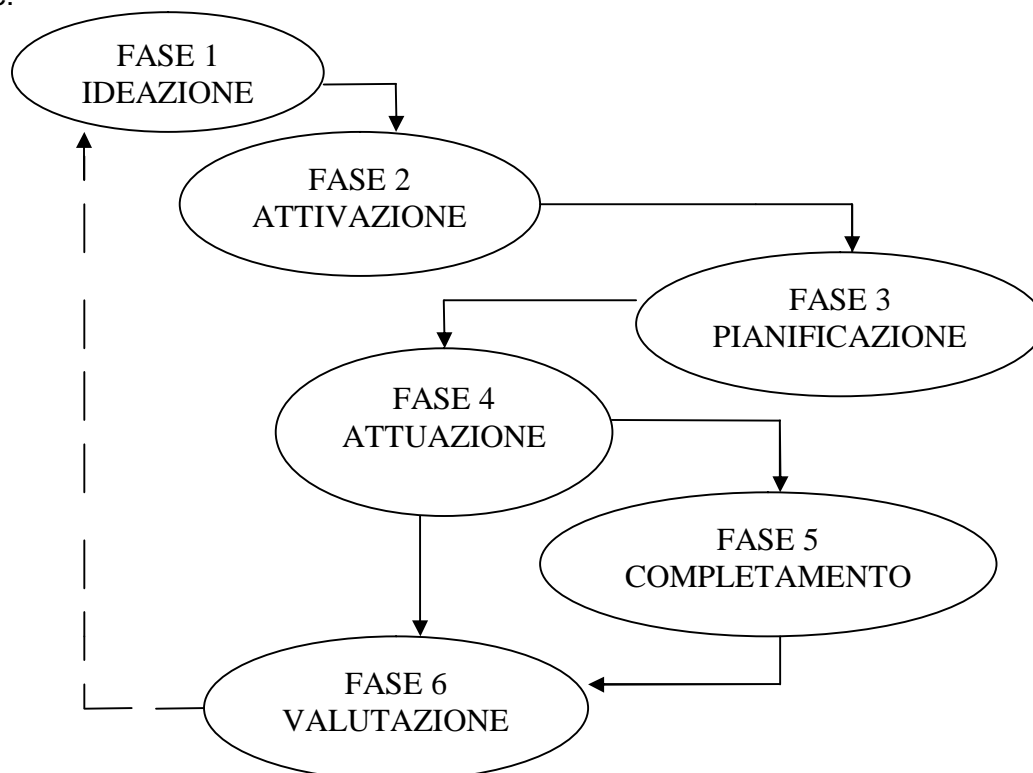 FASE 1
IDEAZIONE
FASE 2
ATTIVAZIONE
FASE 3
PIANIFICAZIONE
FASE 4
ATTUAZIONE
FASE 5
COMPLETAMENTO
FASE 6
VALUTAZIONE